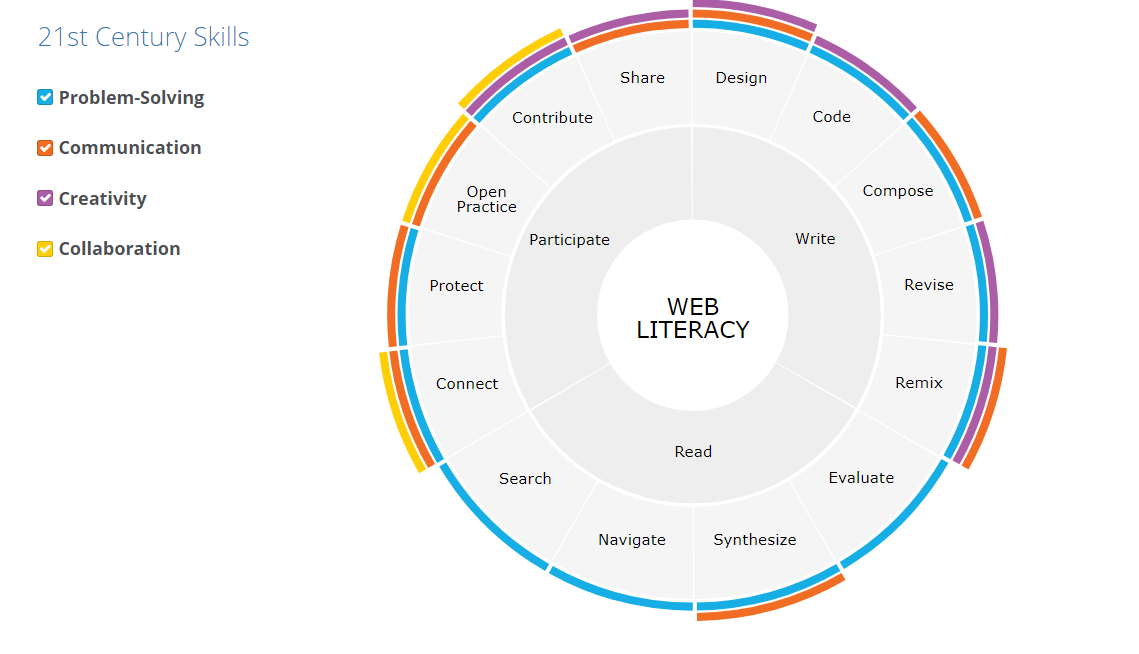 21st Century Skills
Problem-Solving
Communication
Creativity
Collaboration
Share
Design
Contribute
Code
Open
Practice
Compose
Participate
Write
Protect
Revise
WEB
LITERACY
Connect
Remix
Read
Search
Evaluate
Navigate
Synthesize